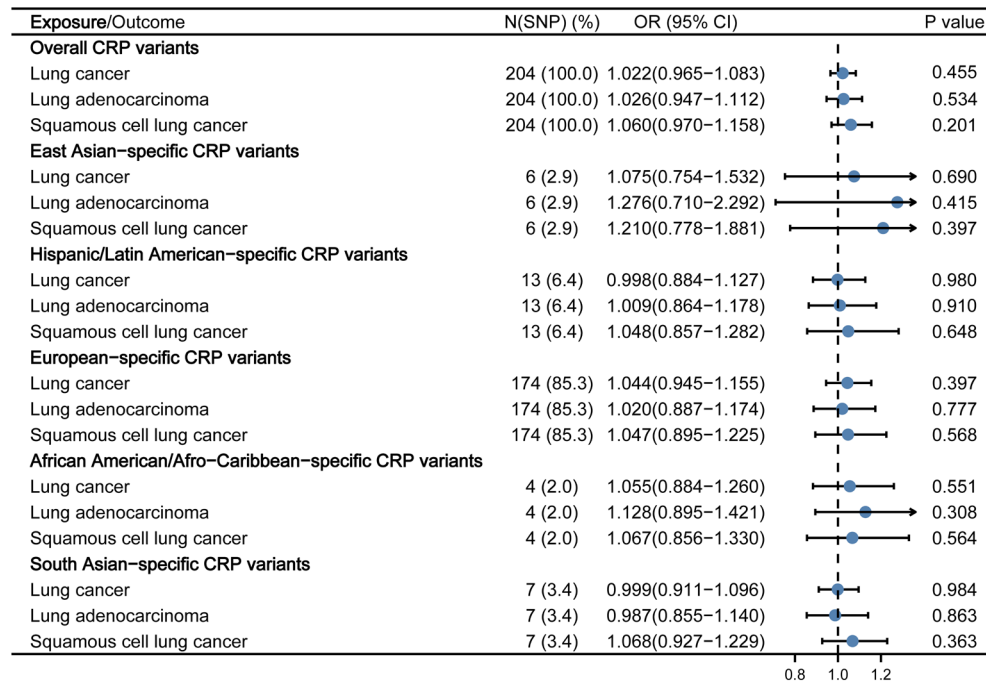 Exposure/Outcome N(SNP) (%) OR (95% CI) P value
Overall CRP variants
Lung cancer 204 (100.0) 1.022(0.965−1.083) 0.455
Lung adenocarcinoma 204 (100.0) 1.026(0.947−1.112) 0.534
Squamous cell lung cancer 204 (100.0) 1.060(0.970−1.158) 0.201
East Asian−specific CRP variants
Lung cancer 6 (2.9) 1.075(0.754−1.532) 0.690
Lung adenocarcinoma 6 (2.9) 1.276(0.710−2.292) 0.415
Squamous cell lung cancer 6 (2.9) 1.210(0.778−1.881) 0.397
Hispanic/Latin American−specific CRP variants
Lung cancer 13 (6.4) 0.998(0.884−1.127) 0.980
Lung adenocarcinoma 13 (6.4) 1.009(0.864−1.178) 0.910
Squamous cell lung cancer 13 (6.4) 1.048(0.857−1.282) 0.648
European−specific CRP variants
Lung cancer 174 (85.3) 1.044(0.945−1.155) 0.397
Lung adenocarcinoma 174 (85.3) 1.020(0.887−1.174) 0.777
Squamous cell lung cancer 174 (85.3) 1.047(0.895−1.225) 0.568
African American/Afro−Caribbean−specific CRP variants
Lung cancer 4 (2.0) 1.055(0.884−1.260) 0.551
Lung adenocarcinoma 4 (2.0) 1.128(0.895−1.421) 0.308
Squamous cell lung cancer 4 (2.0) 1.067(0.856−1.330) 0.564
South Asian−specific CRP variants
Lung cancer 7 (3.4) 0.999(0.911−1.096) 0.984
Lung adenocarcinoma 7 (3.4) 0.987(0.855−1.140) 0.863
Squamous cell lung cancer 7 (3.4) 1.068(0.927−1.229) 0.363
0.8 1.0 1.2